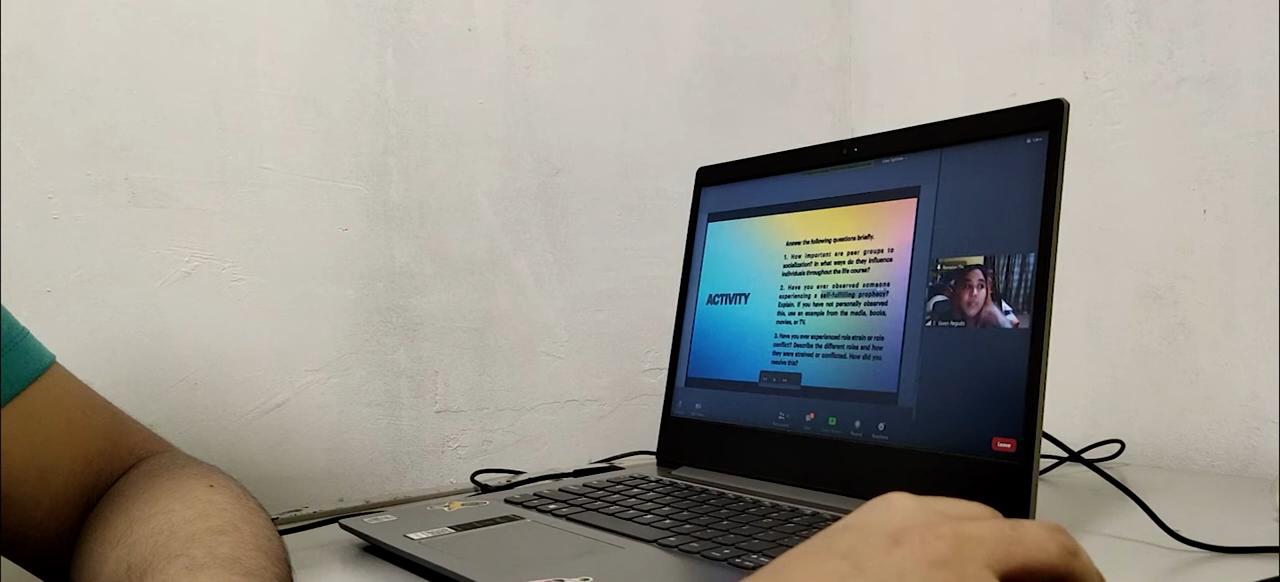 ACTIVITY
Answer the following questions briefly.
1. How important are peer groups to
socialization? In what ways do they influence
individuals throughout the life course?
2. Have you ever observed someone
experiencing a self-fulfilling prophecy?
Explain. If you have not personally observed
this, use an example from the media, books,
movies, or TV.
3. Have you ever experienced role strain or role
conflict? Describe the different roles and how
they were strained or conflicted. How did you
resolve this?
Leave